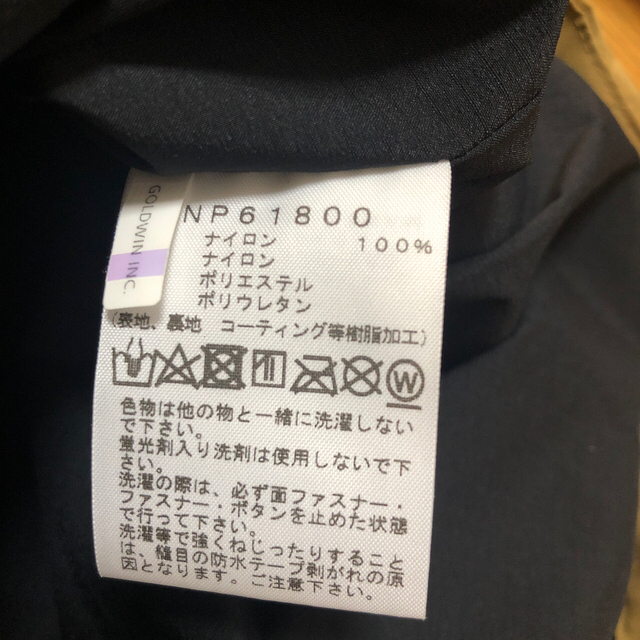 GOLDWIN INC.
NP61800
ナイロン 100%
ナイロン
ポリエステル
ポリウレタン
(表地、裏地 コーティング等樹脂加工)
W
色物は他の物と一緒に洗濯しない
で下さい。
蛍光剤入り洗剤は使用しないで下
さい。
洗濯の際は、必ず面ファスナー・
ファスナー・ボタンを止めた状態
で行って下さい。
洗濯等で強くねじったりすること
は、縫目の防水テープ剥がれの原
因となります。ご注意下さい。